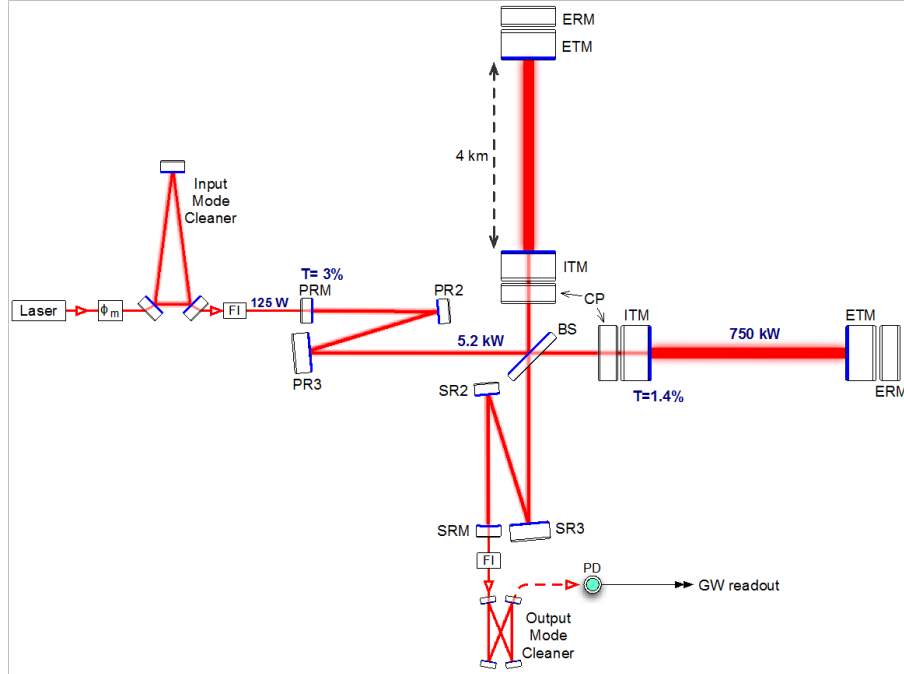 ERM
ETM
4 km
Input
Mode
Cleaner
ITM
T= 3%
PRM
PR2
CP
ITM
ETM
Laser
ϕm
FI
125 W
BS
5.2 kW
750 kW
PR3
SR2
T=1.4%
ERM
SRM
SR3
FI
PD
GW readout
Output
Mode
Cleaner